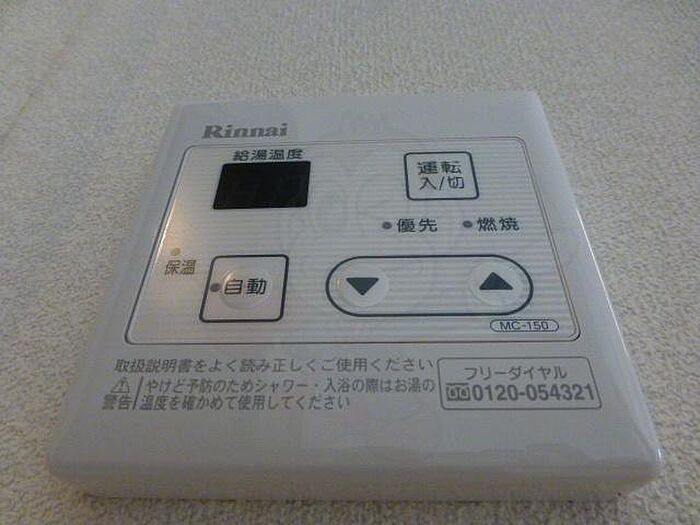 Rinnai
給湯温度
運転
入/切
優先 燃焼
保温
自動
MC-150
取扱説明書をよく読み正しくご使用ください
警告 やけど予防のためシャワー・入浴の際はお湯の
温度を確かめて使用してください
フリーダイヤル
0120-054321